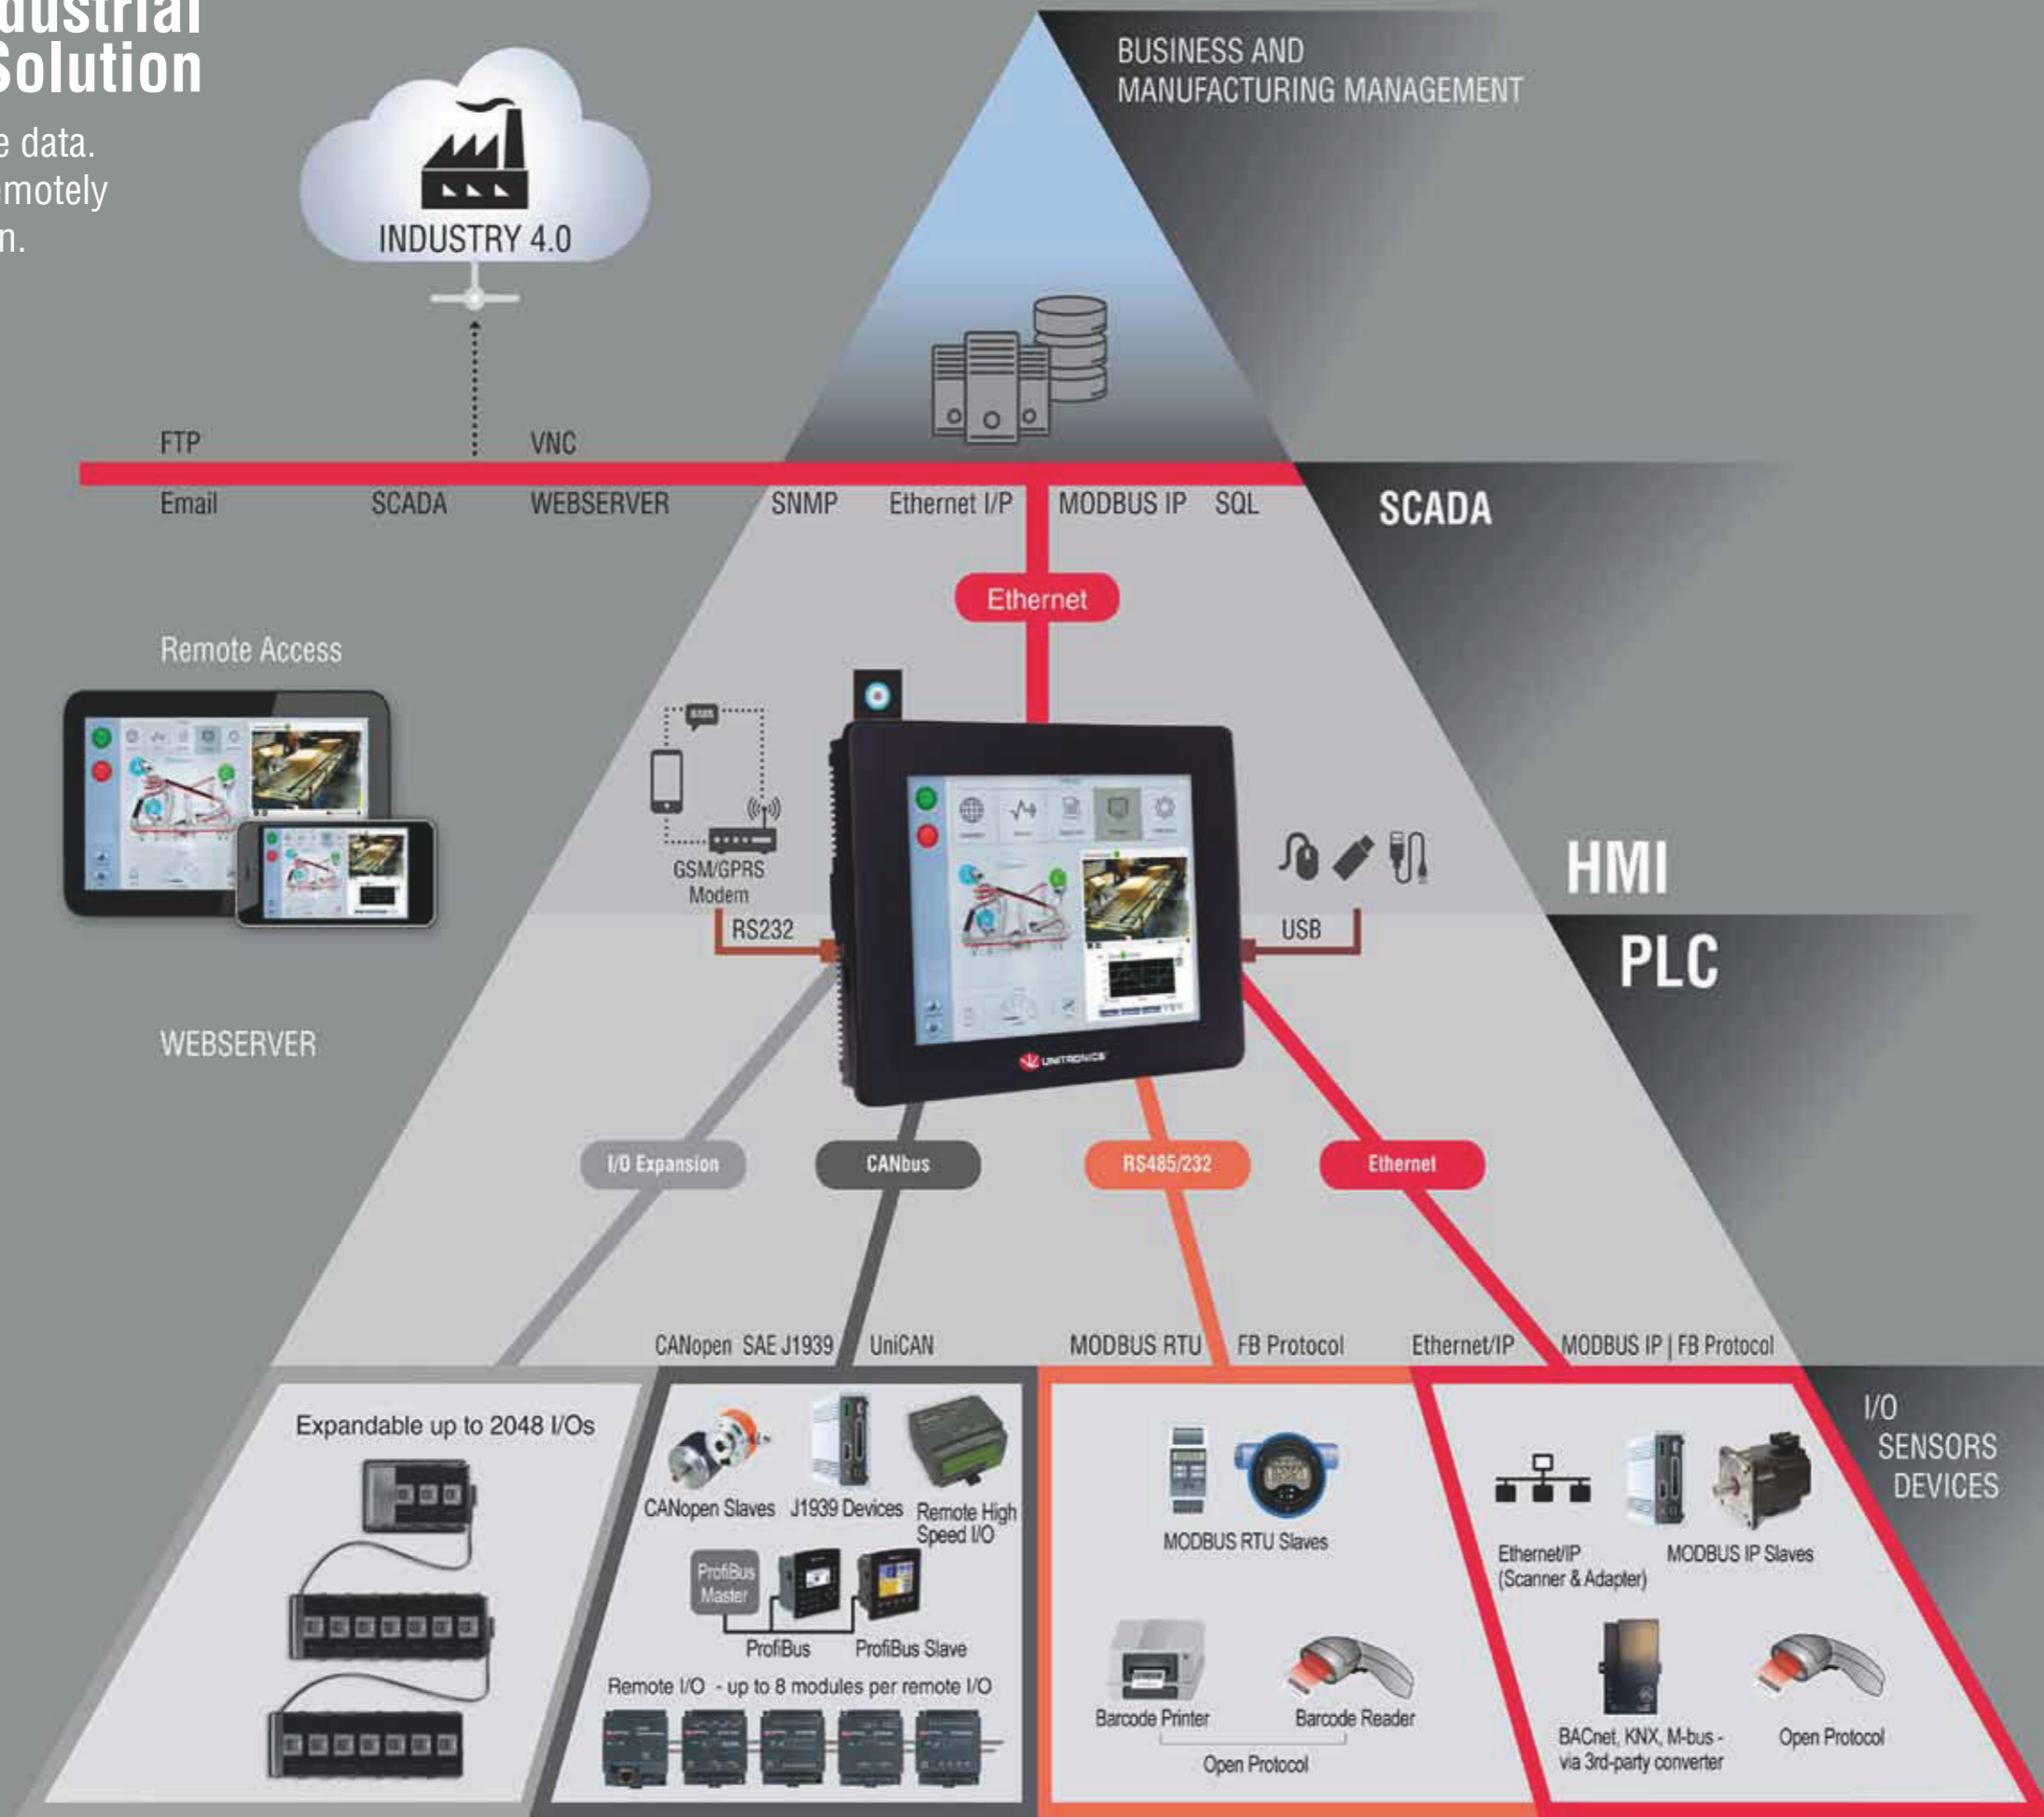 dustrial
Solution
e data.
emotely
n.
BUSINESS AND
MANUFACTURING MANAGEMENT
INDUSTRY 4.0
FTP
VNC
Email
SCADA
WEBSERVER
SNMP
Ethernet I/P
MODBUS IP
SQL
SCADA
Ethernet
Remote Access
GSM/GPRS
Modem
RS232
USB
HMI
PLC
UNITRONICS
WEBSERVER
I/O Expansion
CANbus
RS485/232
Ethernet
CANopen SAE J1939
UniCAN
MODBUS RTU
FB Protocol
Ethernet/IP
MODBUS IP | FB Protocol
I/O
SENSORS
DEVICES
Expandable up to 2048 I/Os
CANopen Slaves
J1939 Devices
Remote High
Speed I/O
ProfiBus
Master
ProfiBus
ProfiBus Slave
Remote I/O - up to 8 modules per remote I/O
MODBUS RTU Slaves
Barcode Printer
Barcode Reader
Open Protocol
Ethernet/IP
(Scanner & Adapter)
MODBUS IP Slaves
BACnet, KNX, M-bus -
via 3rd-party converter
Open Protocol